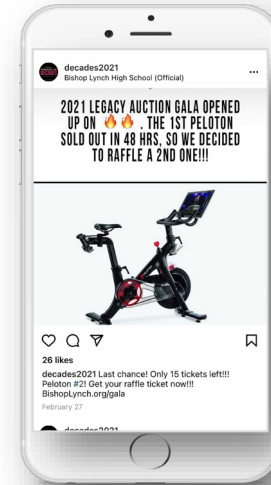 decades2021
Bishop Lynch High School (Official)
2021 LEGACY AUCTION GALA OPENED
UP ON 🔥🔥. THE 1ST PELOTON
SOLD OUT IN 48 HRS, SO WE DECIDED
TO RAFFLE A 2ND ONE!!!
26 likes
decades2021 Last chance! Only 15 tickets left!!!
Peloton #2! Get your raffle ticket now!!!
BishopLynch.org/gala
February 27
decades2021